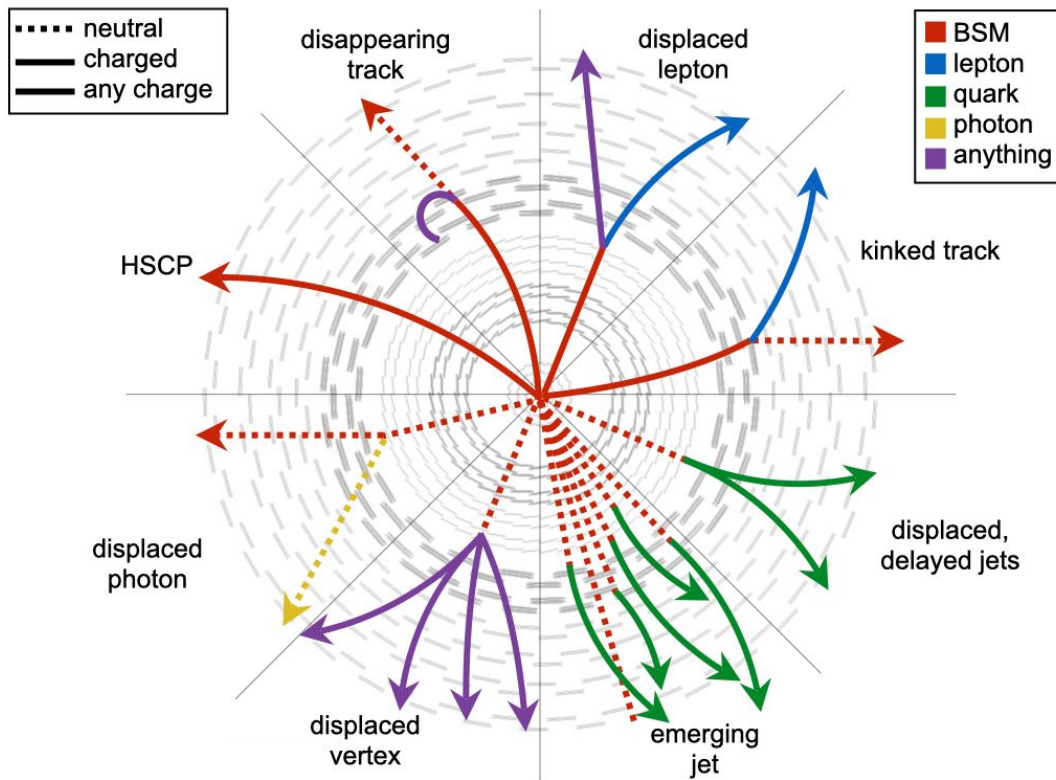 neutral
charged
any charge
disappearing
track
displaced
lepton
BSM
lepton
quark
photon
anything
HSCP
kinked track
displaced
photon
displaced,
delayed jets
displaced
vertex
emerging
jet